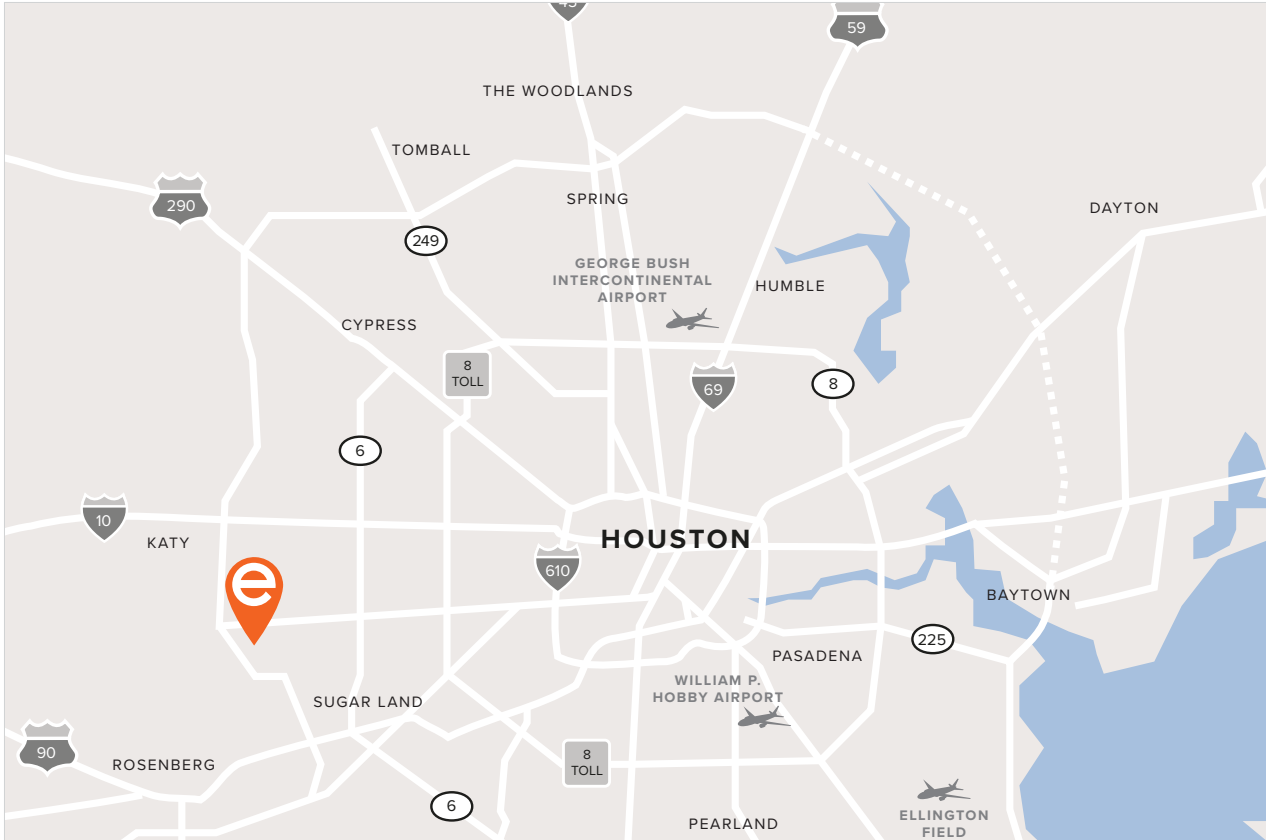 45
59
THE WOODLANDS
TOMBALL
290
SPRING
DAYTON
249
GEORGE BUSH
INTERCONTINENTAL
AIRPORT
HUMBLE
CYPRESS
8
TOLL
69
8
6
10
HOUSTON
KATY
610
e
BAYTOWN
225
PASADENA
WILLIAM P.
HOBBY AIRPORT
SUGAR LAND
90
ROSENBERG
8
TOLL
6
ELLINGTON
FIELD
PEARLAND